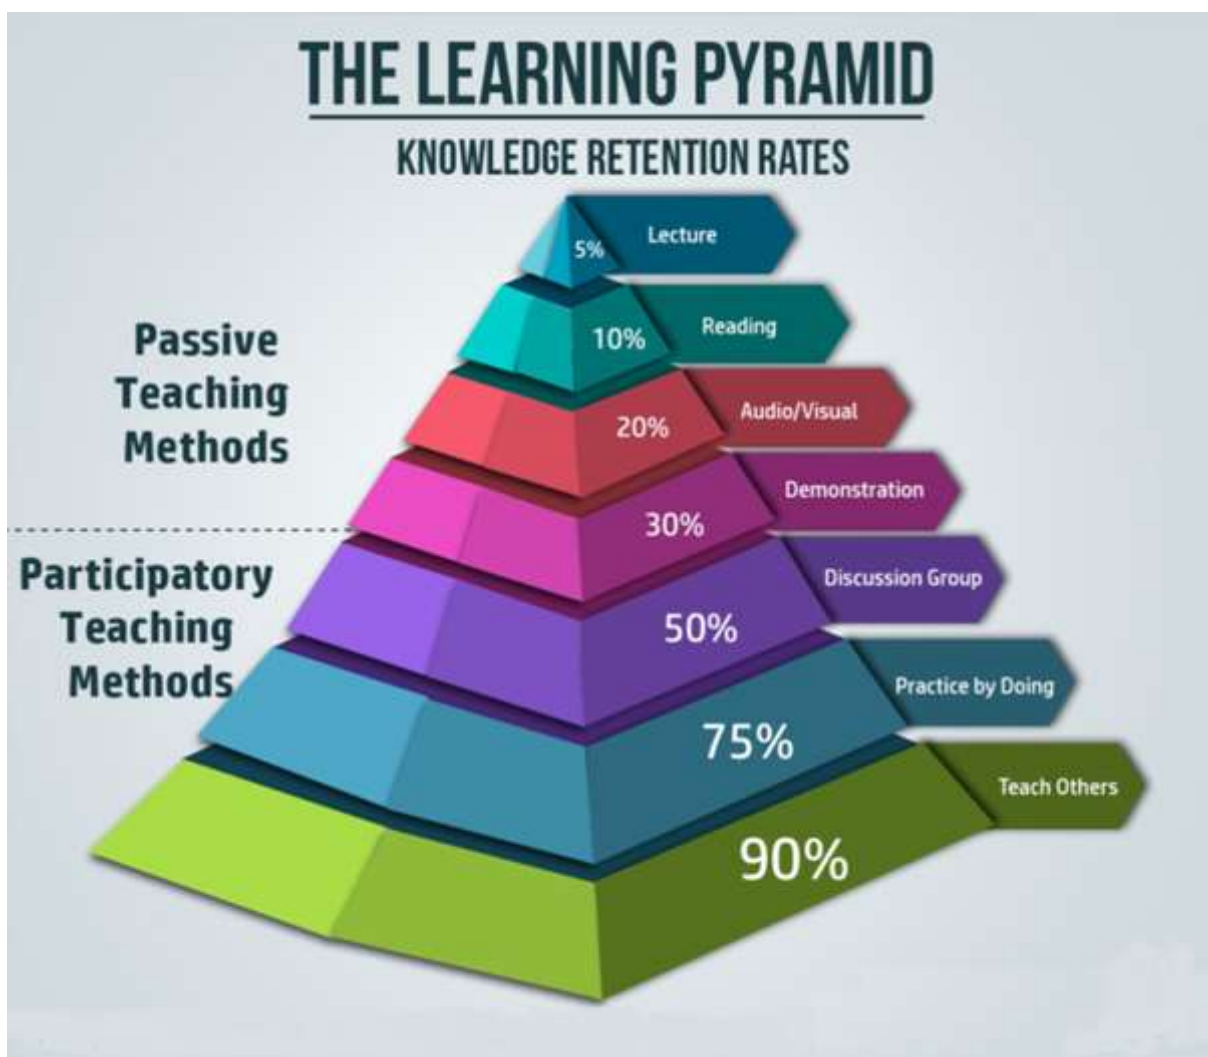 THE LEARNING PYRAMID
KNOWLEDGE RETENTION RATES
5%
Lecture
10%
Reading
Passive
Teaching
Methods
20%
Audio/Visual
30%
Demonstration
Participatory
Teaching
Methods
50%
Discussion Group
75%
Practice by Doing
90%
Teach Others